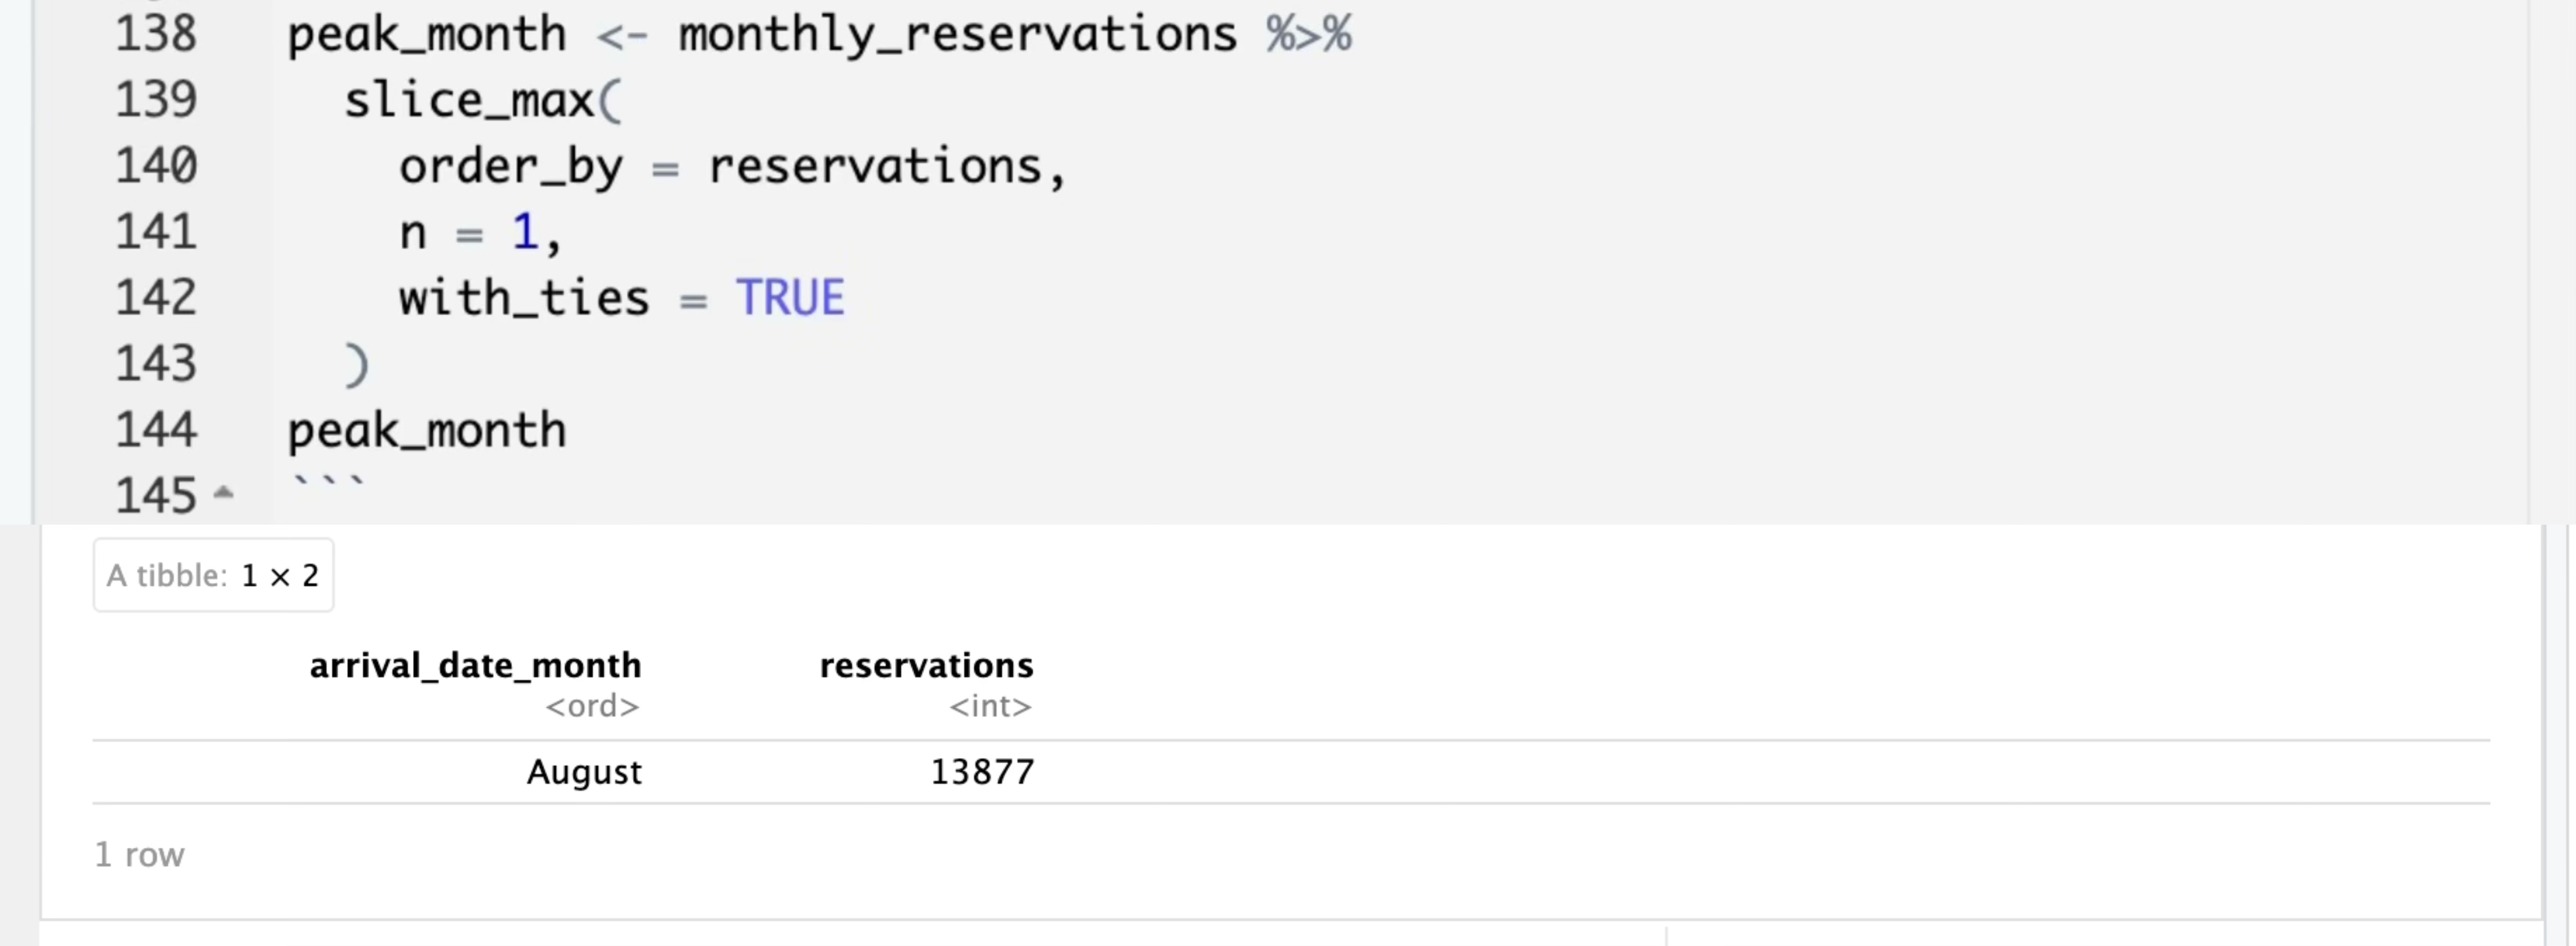 138 peak_month <- monthly_reservations %>%
139 slice_max(
140 order_by = reservations,
141 n = 1,
142 with_ties = TRUE
143 )
144 peak_month
145 ```
A tibble: 1 × 2
arrival_date_month reservations
<ord> <int>
August 13877
1 row